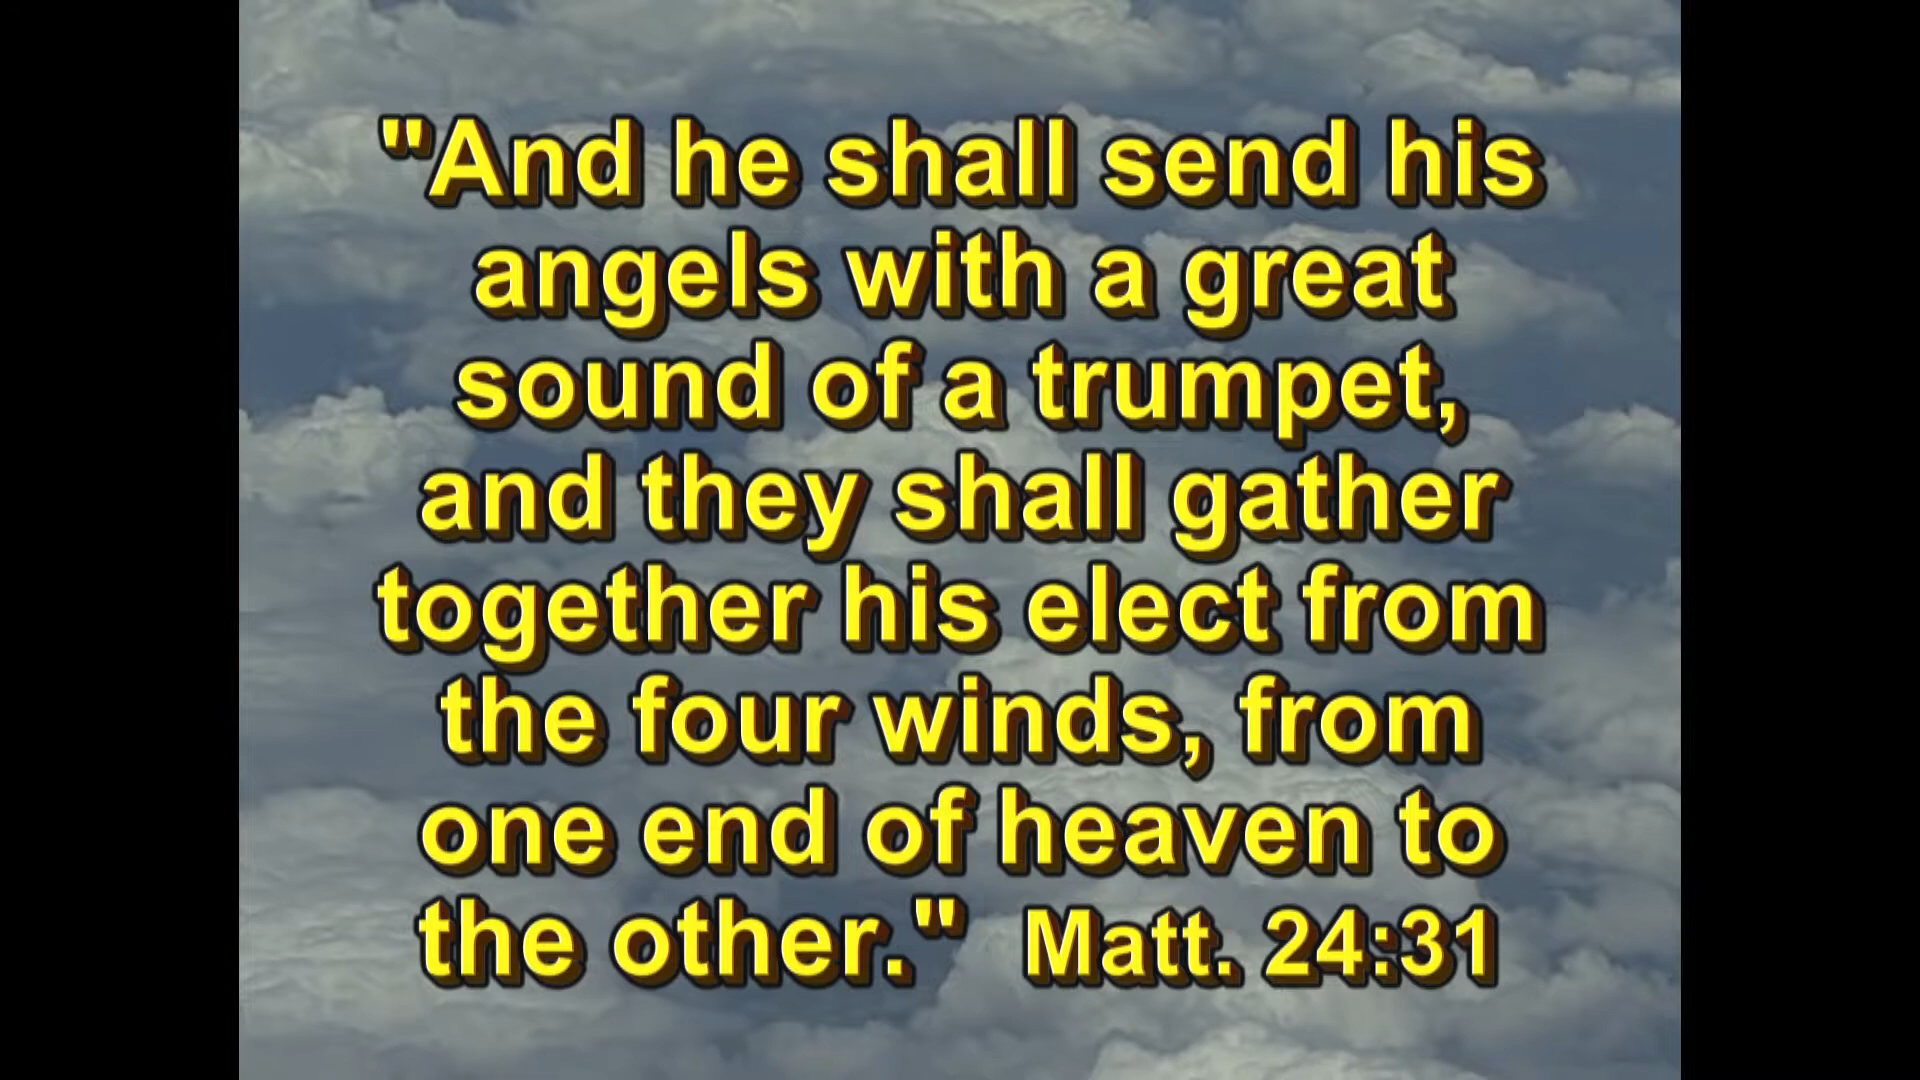 "And he shall send his
angels with a great
sound of a trumpet,
and they shall gather
together his elect from
the four winds, from
one end of heaven to
the other." Matt. 24:31